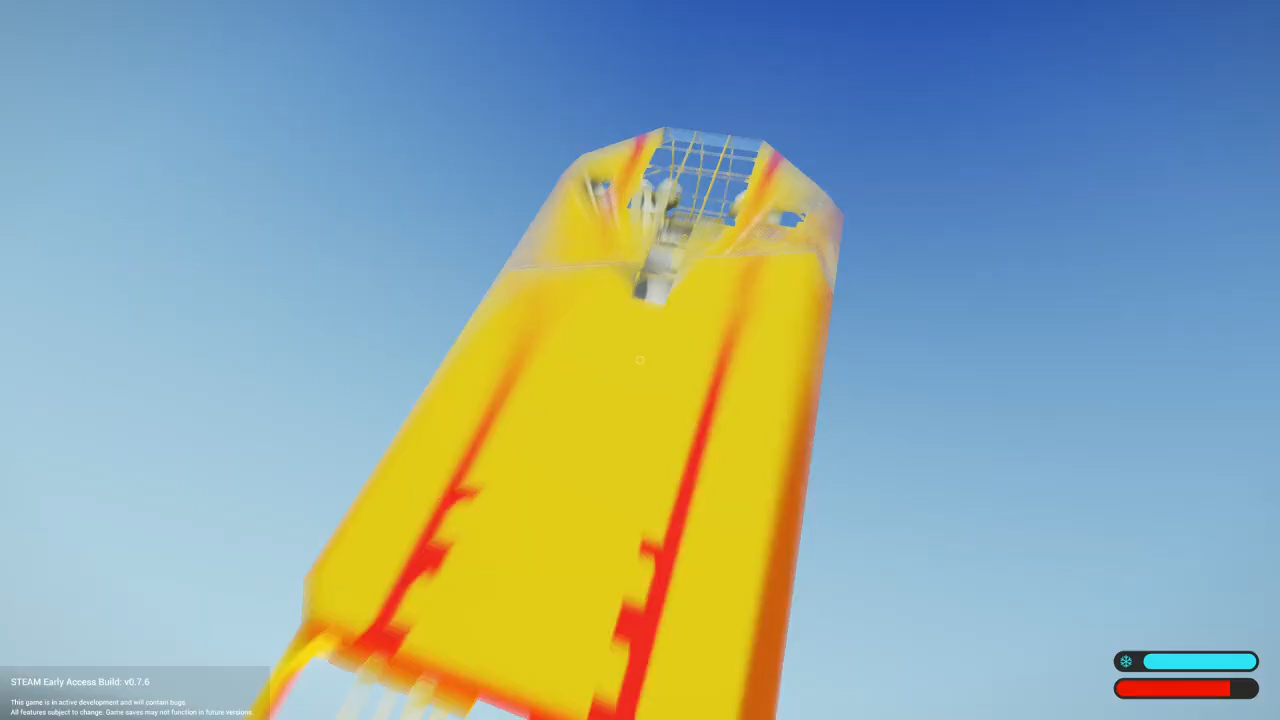 STEAM Early Access Build: v0.7.6
This game is in active development and will contain bugs.
All features subject to change. Game saves may not function in future versions.